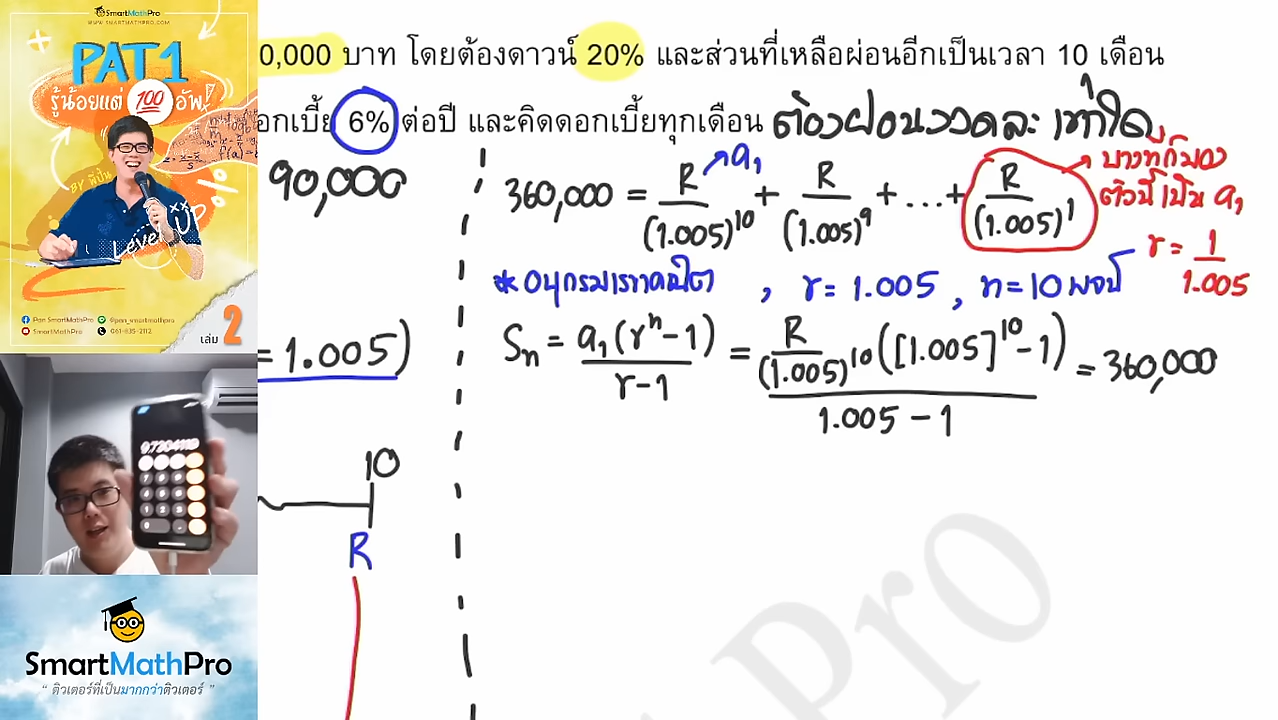 SmartMathPro
WWW.SMARTMATHPRO.COM
PAT1
รู้น้อยแต่ 100 อัพ!
BY พี่ปั้น
Level UP
Pan SmartMathPro @pan_smartmathpro
SmartMathPro 061-835-2112
เล่ม 2
0,000 บาท โดยต้องดาวน์ 20% และส่วนที่เหลือผ่อนอีกเป็นเวลา 10 เดือน
อกเบี้ย 6% ต่อปี และคิดดอกเบี้ยทุกเดือน ต้องผ่อนงวดละ เท่าใด
90,000
= 1.005)
10
R
360,000 = R/(1.005)^10 + R/(1.005)^9 + ... + R/(1.005)^1
a₁
บางที่ก็มอง
ตัวนี้เป็น a₁
r = 1/1.005
*อนุกรมเรขาคณิต , r = 1.005 , n = 10 พจน์
Sₙ = a₁(rⁿ-1)/(r-1) = R/(1.005)^10 ([1.005]^10 - 1)/(1.005 - 1) = 360,000
SmartMathPro
“ ติวเตอร์ที่เป็นมากกว่าติวเตอร์ ”
Pro